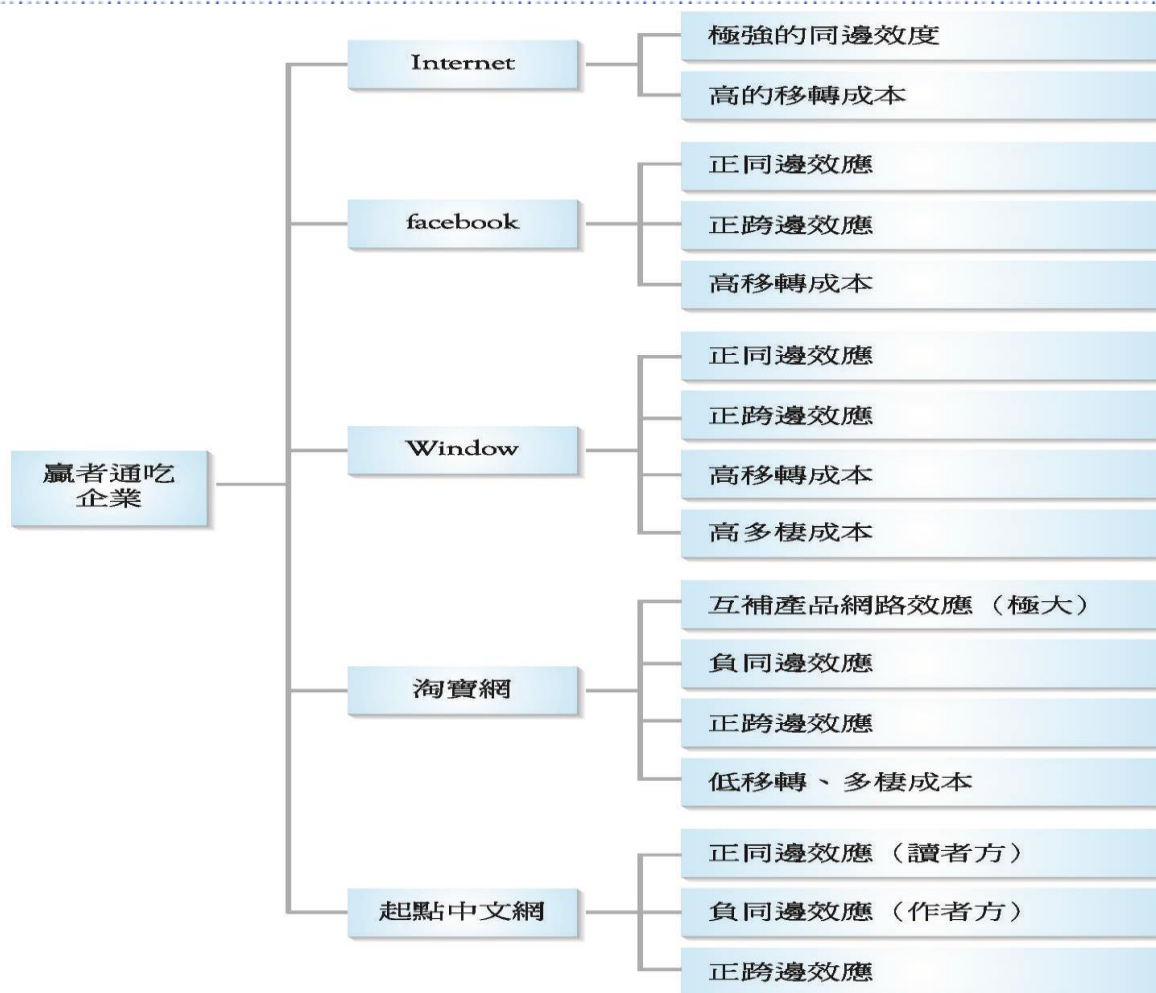 Internet
極強的同邊效度
高的移轉成本
facebook
正同邊效應
正跨邊效應
高移轉成本
Window
正同邊效應
正跨邊效應
高移轉成本
高多棲成本
贏者通吃
企業
淘寶網
互補產品網路效應（極大）
負同邊效應
正跨邊效應
低移轉、多棲成本
起點中文網
正同邊效應（讀者方）
負同邊效應（作者方）
正跨邊效應